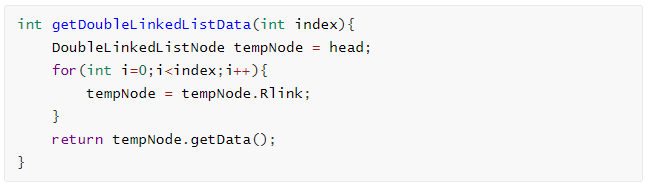 int getDoubleLinkedListData(int index){
    DoubleLinkedListNode tempNode = head;
    for(int i=0;i<index;i++){
        tempNode = tempNode.Rlink;
    }
    return tempNode.getData();
}